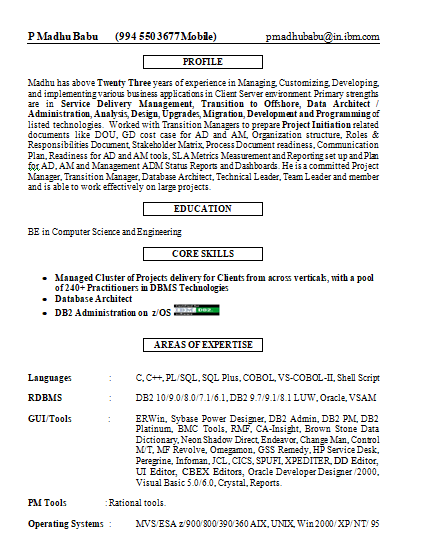 P Madhu Babu (994 550 3677 Mobile) pmadhubabu@in.ibm.com
PROFILE
Madhu has above Twenty Three years of experience in Managing, Customizing, Developing,
and implementing various business applications in Client Server environment. Primary strengths
are in Service Delivery Management, Transition to Offshore, Data Architect /
Administration, Analysis, Design, Upgrades, Migration, Development and Programming of
listed technologies. Worked with Transition Managers to prepare Project Initiation related
documents like DOU, GD cost case for AD and AM, Organization structure, Roles &
Responsibilities Document, Stakeholder Matrix, Process Document readiness, Communication
Plan, Readiness for AD and AM tools, SLA Metrics Measurement and Reporting set up and Plan
for AD, AM and Management ADM Status Reports and Dashboards. He is a committed Project
Manager, Transition Manager, Database Architect, Technical Leader, Team Leader and member
and is able to work effectively on large projects.
EDUCATION
BE in Computer Science and Engineering
CORE SKILLS
• Managed Cluster of Projects delivery for Clients from across verticals, with a pool
of 240+ Practitioners in DBMS Technologies
• Database Architect
• DB2 Administration on z/OS IBM DB2.
AREAS OF EXPERTISE
Languages : C, C++, PL/SQL, SQL Plus, COBOL, VS-COBOL-II, Shell Script
RDBMS : DB2 10/9.0/8.0/7.1/6.1, DB2 9.7/9.1/8.1 LUW, Oracle, VSAM
GUI/Tools : ERWin, Sybase Power Designer, DB2 Admin, DB2 PM, DB2
Platinum, BMC Tools, RMF, CA-Insight, Brown Stone Data
Dictionary, Neon Shadow Direct, Endeavor, Change Man, Control
M/T, MF Revolve, Omegamon, GSS Remedy, HP Service Desk,
Peregrine, Infoman, JCL, CICS, SPUFI, XPEDITER, DD Editor,
UI Editor, CBEX Editors, Oracle Developer Designer /2000,
Visual Basic 5.0/6.0, Crystal, Reports.
PM Tools : Rational tools.
Operating Systems : MVS/ESA z/900/800/390/360 AIX, UNIX, Win 2000/ XP/ NT/ 95